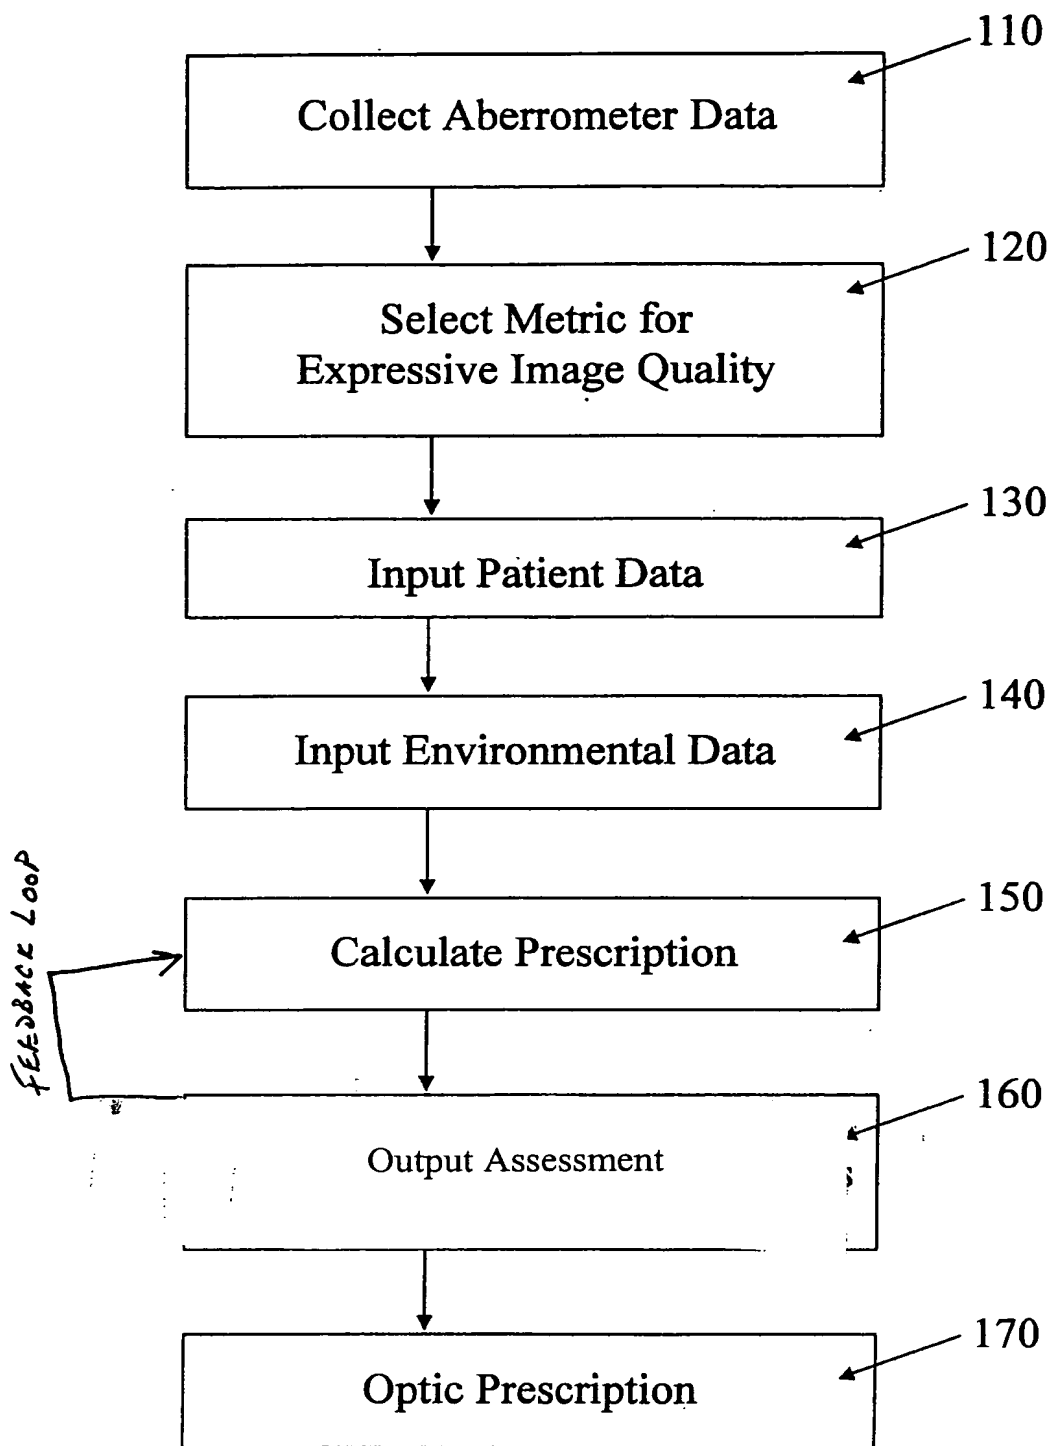 110
Collect Aberrometer Data
120
Select Metric for
Expressive Image Quality
130
Input Patient Data
140
Input Environmental Data
150
Calculate Prescription
FEEDBACK LOOP
160
Output Assessment
170
Optic Prescription